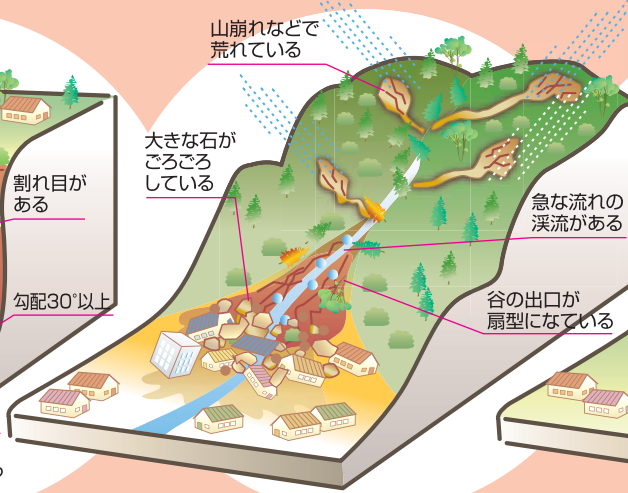 山崩れなどで
荒れている
大きな石が
ごろごろ
している
割れ目が
ある
勾配30°以上
急な流れの
渓流がある
谷の出口が
扇型になている